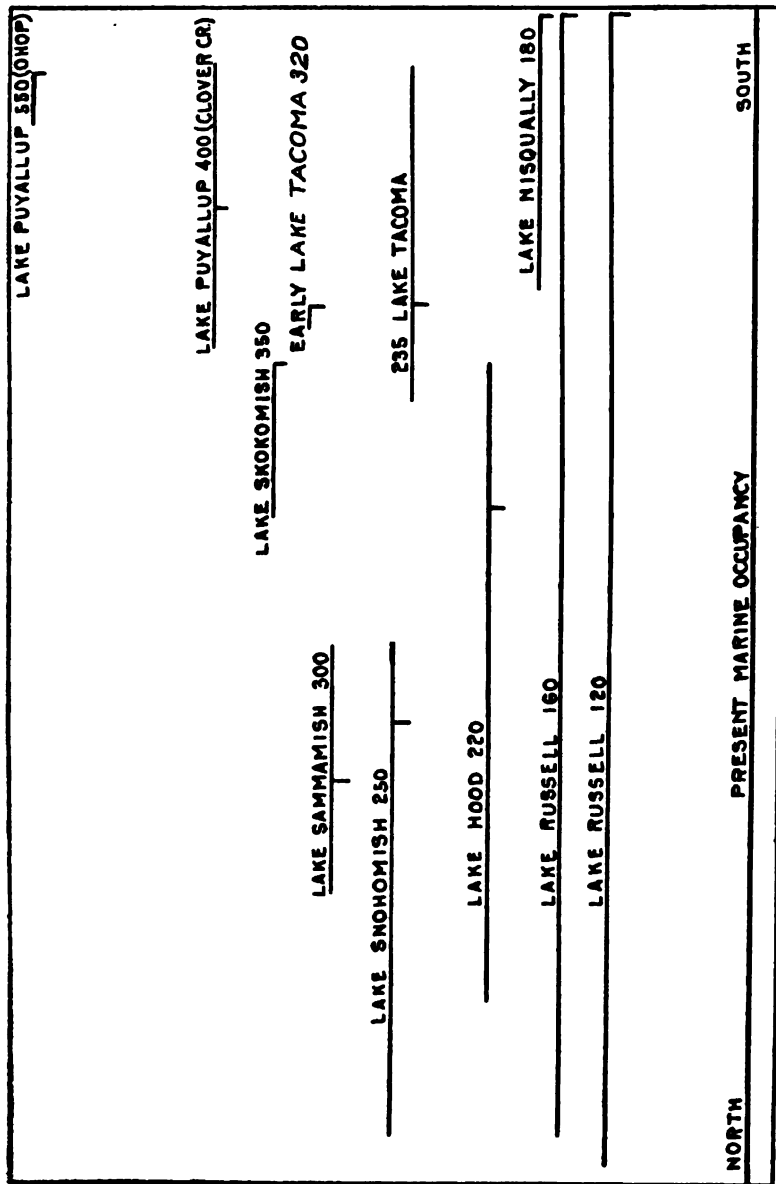 LAKE PUYALLUP 550 (OHOP)
LAKE PUYALLUP 400 (CLOVER CR.)
LAKE SKOKOMISH 350
EARLY LAKE TACOMA 320
LAKE SAMMAMISH 300
LAKE SNOHOMISH 250
235 LAKE TACOMA
LAKE HOOD 220
LAKE NISQUALLY 180
LAKE RUSSELL 160
LAKE RUSSELL 120
NORTH PRESENT MARINE OCCUPANCY SOUTH